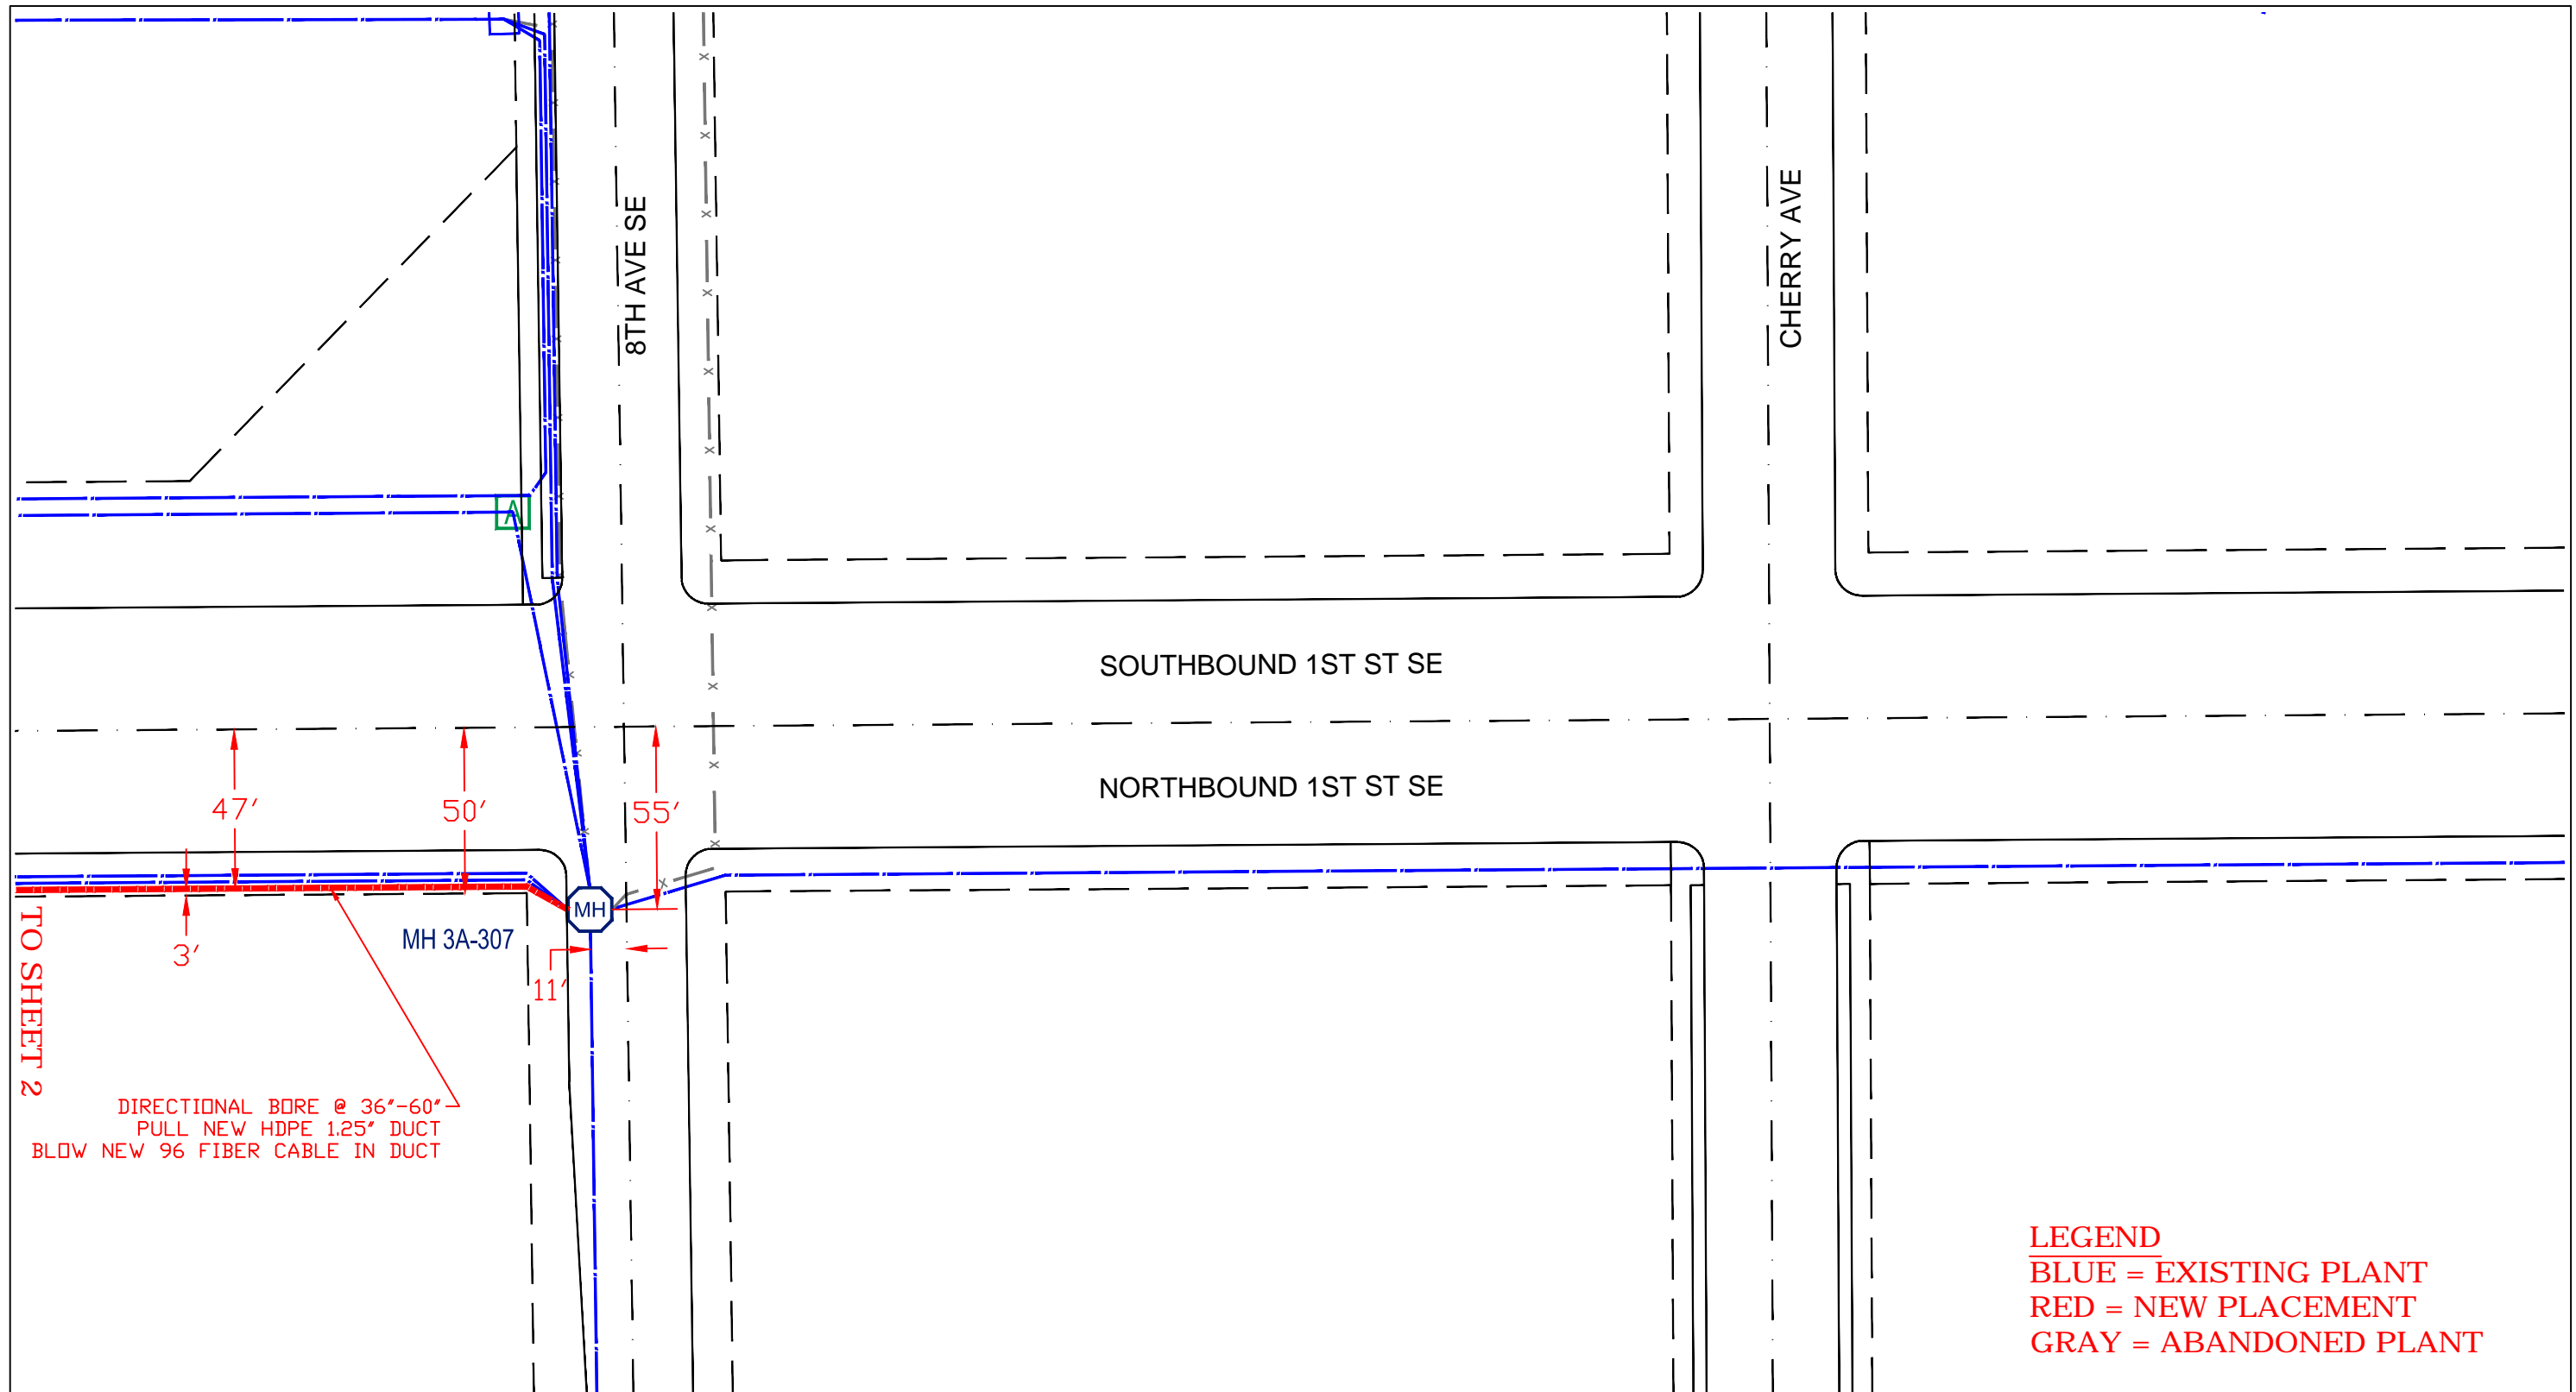 8TH AVE SE
CHERRY AVE
A
SOUTHBOUND 1ST ST SE
NORTHBOUND 1ST ST SE
47'
50'
55'
3'
MH
MH 3A-307
11'
TO SHEET 2
DIRECTIONAL BORE @ 36"-60"
PULL NEW HDPE 1.25" DUCT
BLOW NEW 96 FIBER CABLE IN DUCT
LEGEND
BLUE = EXISTING PLANT
RED = NEW PLACEMENT
GRAY = ABANDONED PLANT